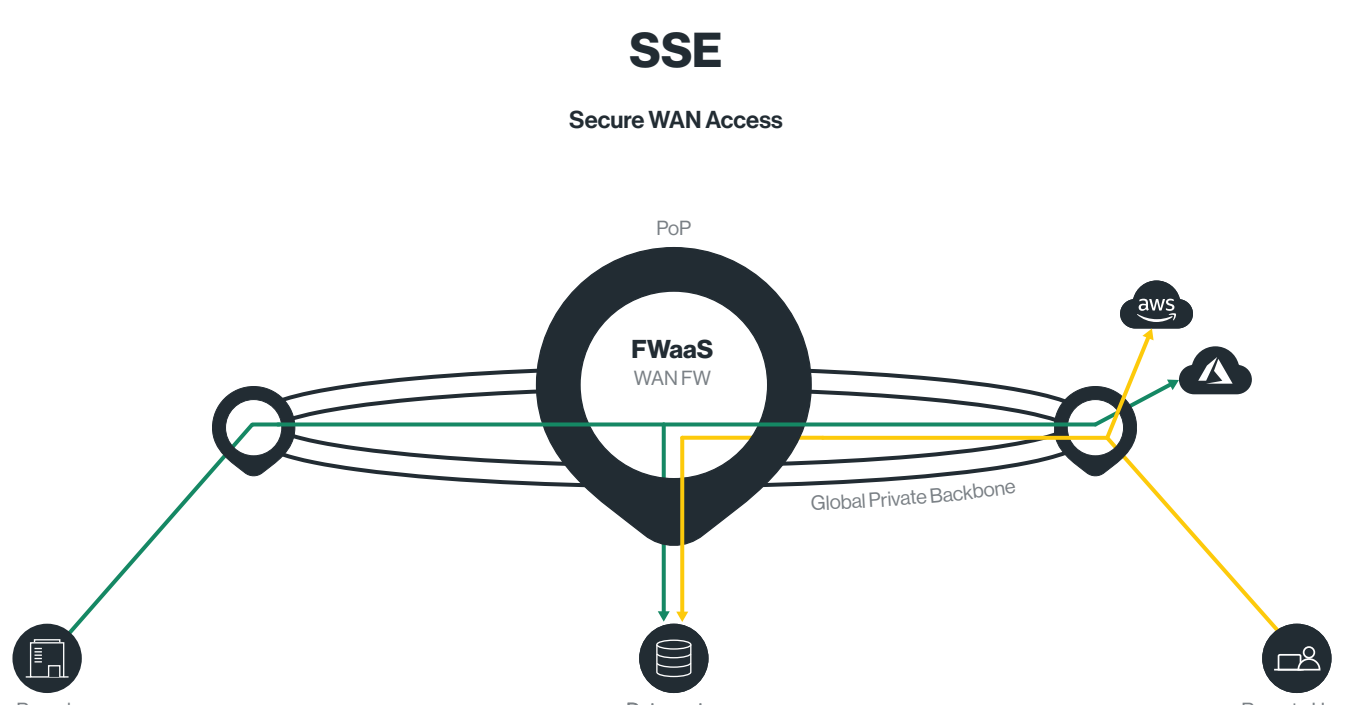 SSE
Secure WAN Access
PoP
aws
FWaaS
WAN FW
Global Private Backbone